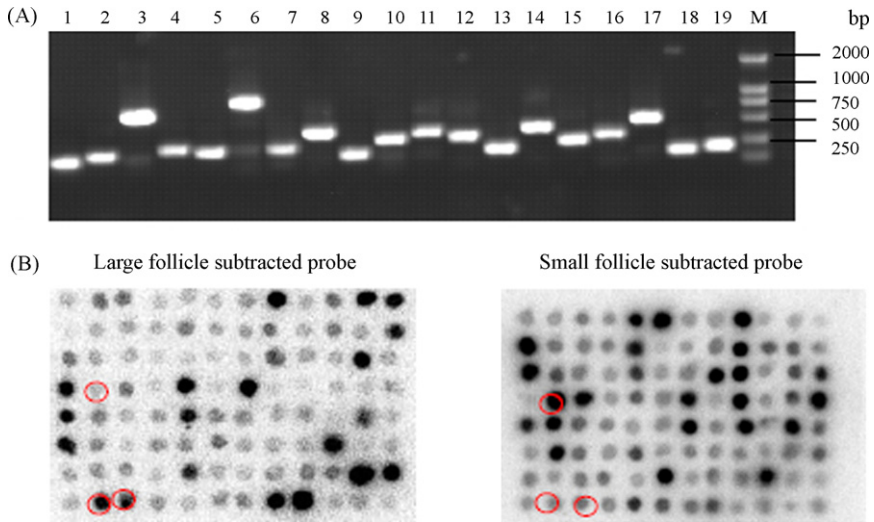 (A) 1 2 3 4 5 6 7 8 9 10 11 12 13 14 15 16 17 18 19 M bp
2000
1000
750
500
250
(B) Large follicle subtracted probe Small follicle subtracted probe